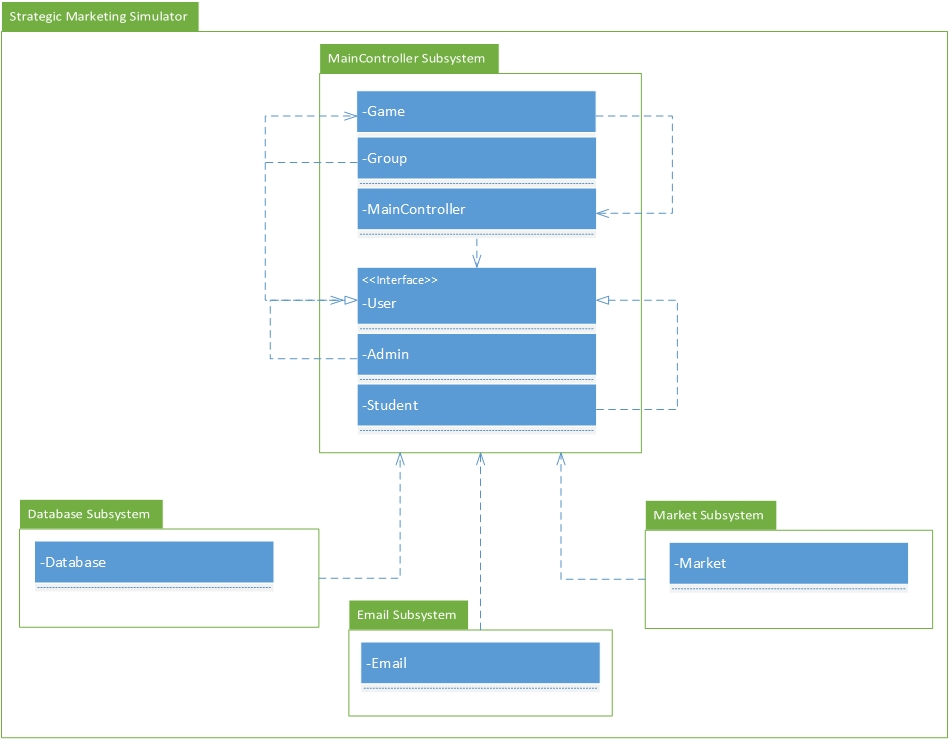 Strategic Marketing Simulator
MainController Subsystem
-Game
-Group
-MainController
<<Interface>>
-User
-Admin
-Student
Database Subsystem
-Database
Email Subsystem
-Email
Market Subsystem
-Market